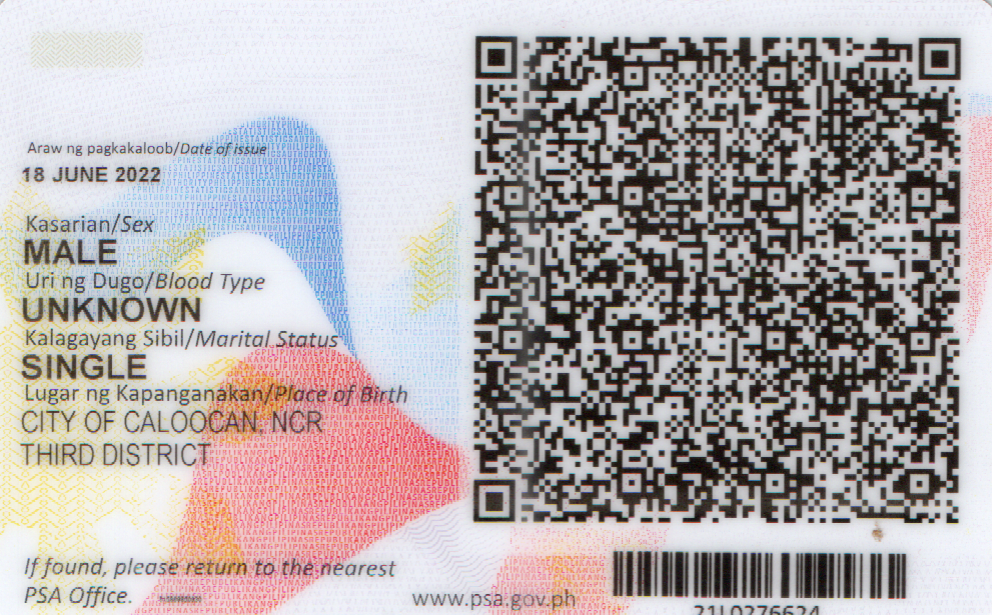 Araw ng pagkakaloob/Date of issue
18 JUNE 2022
Kasarian/Sex
MALE
Uri ng Dugo/Blood Type
UNKNOWN
Kalagayang Sibil/Marital Status
SINGLE
Lugar ng Kapanganakan/Place of Birth
CITY OF CALOOCAN, NCR
THIRD DISTRICT
If found, please return to the nearest
PSA Office.
www.psa.gov.ph
21L0276624